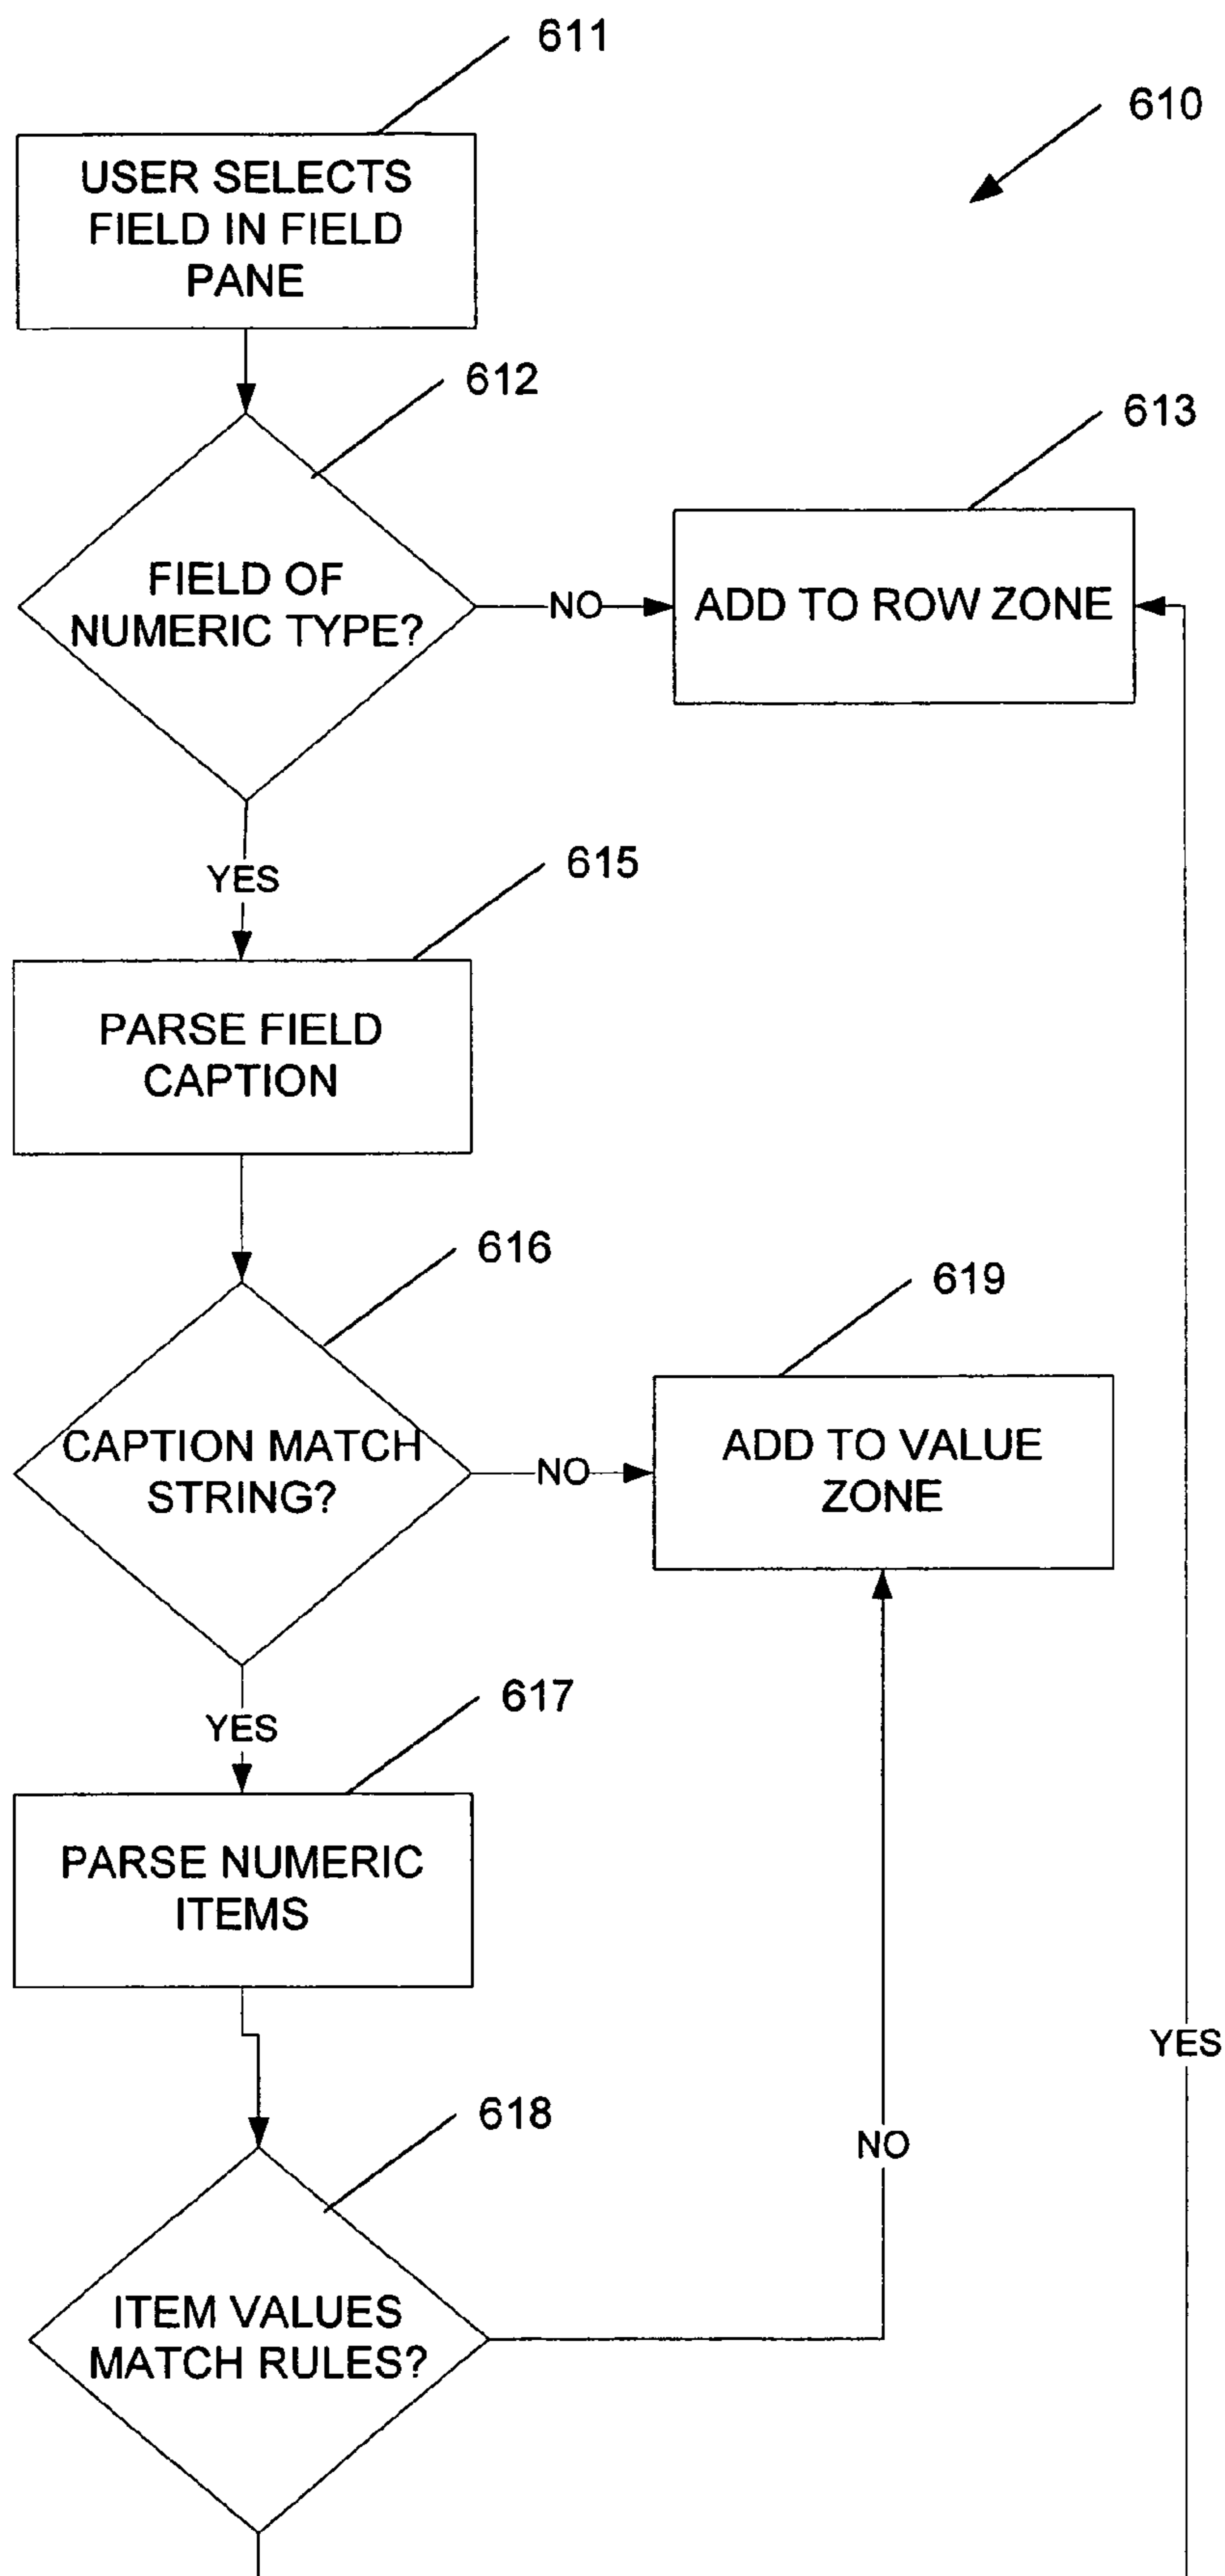 611
610
USER SELECTS
FIELD IN FIELD
PANE
612
613
FIELD OF
NUMERIC TYPE?
NO
ADD TO ROW ZONE
YES
615
PARSE FIELD
CAPTION
616
619
CAPTION MATCH
STRING?
NO
ADD TO VALUE
ZONE
YES
617
PARSE NUMERIC
ITEMS
YES
618
NO
ITEM VALUES
MATCH RULES?